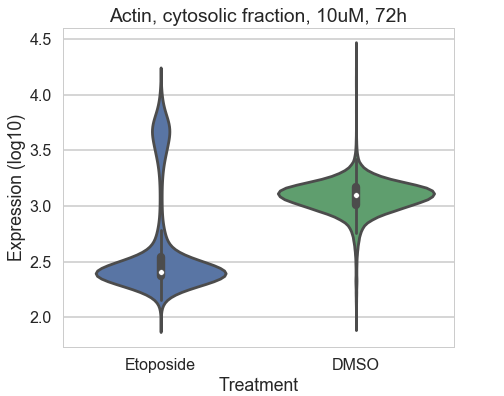 Actin, cytosolic fraction, 10uM, 72h
Expression (log10)
4.5
4.0
3.5
3.0
2.5
2.0
Etoposide
DMSO
Treatment